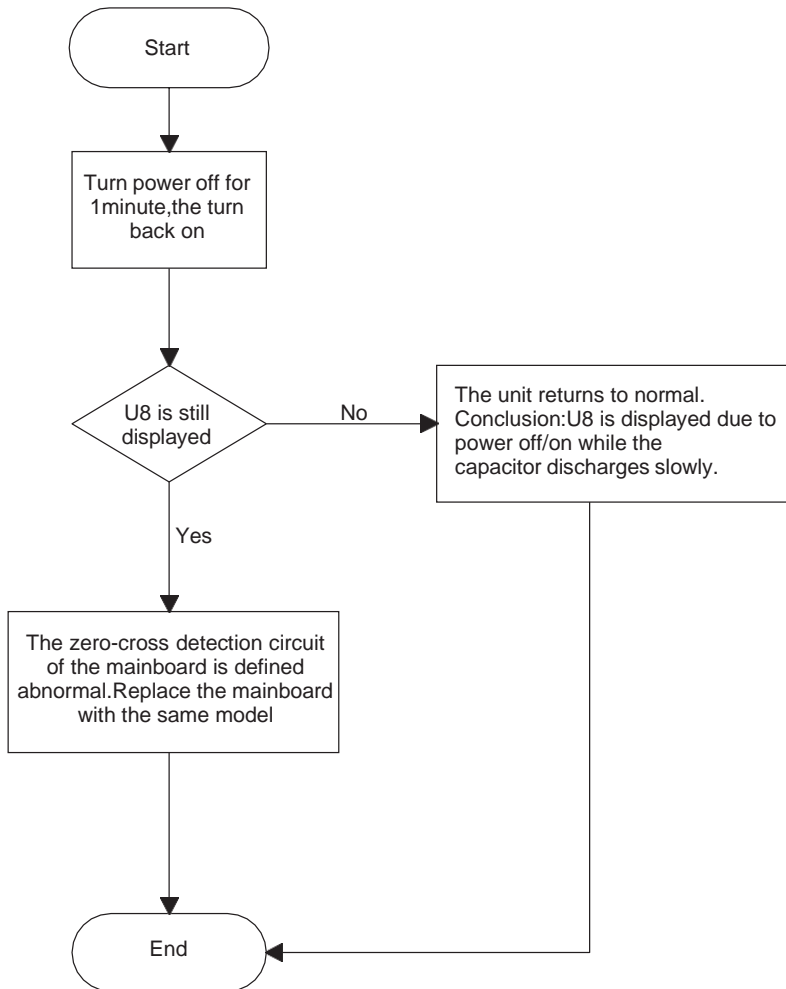 Start
Turn power off for
1minute,the turn
back on
U8 is still
displayed
No
The unit returns to normal.
Conclusion:U8 is displayed due to
power off/on while the
capacitor discharges slowly.
Yes
The zero-cross detection circuit
of the mainboard is defined
abnormal.Replace the mainboard
with the same model
End